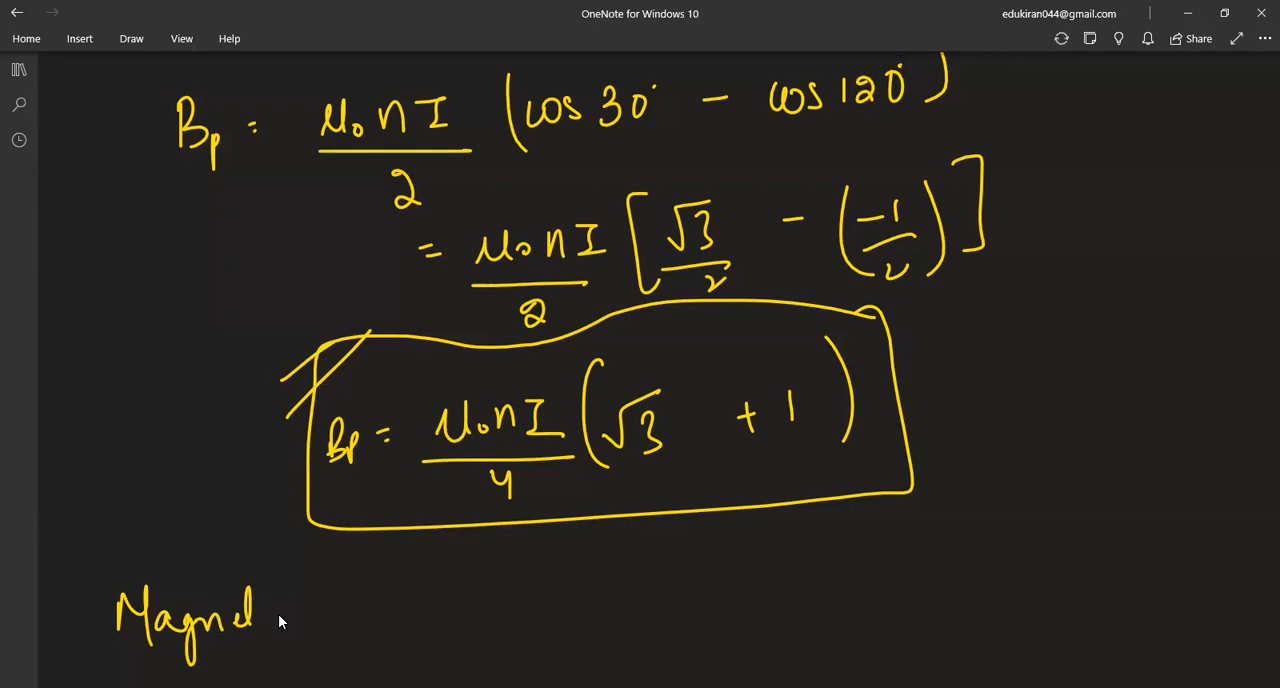 OneNote for Windows 10
edukiran044@gmail.com
Home Insert Draw View Help
Share
Bp = μ₀nI/2 (cos 30° − cos 120°)
= μ₀nI/2 [√3/2 − (−1/2)]
Bp = μ₀nI/4 (√3 + 1)
Magnet